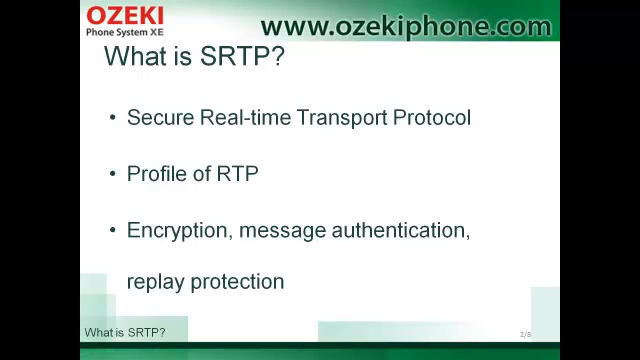 OZEKI
Phone System XE
www.ozekiphone.com
What is SRTP?
• Secure Real-time Transport Protocol
• Profile of RTP
• Encryption, message authentication,
replay protection
What is SRTP?
2/8